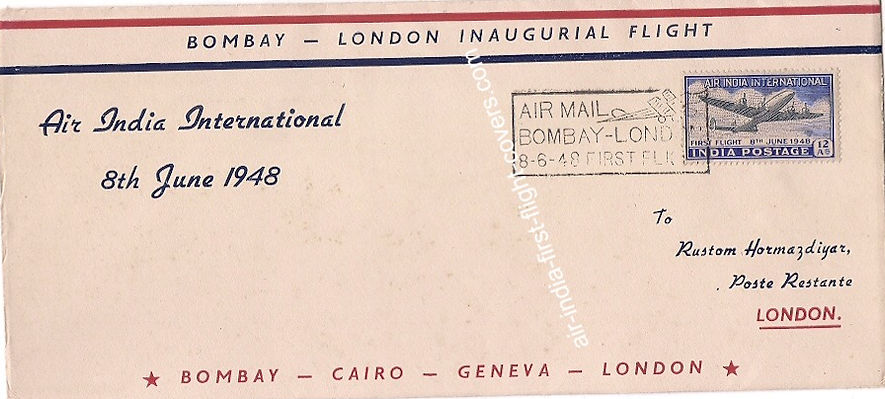 BOMBAY — LONDON INAUGURIAL FLIGHT
Air India International
8th June 1948
AIR MAIL
BOMBAY-LOND
8-6-48 FIRST FLK
AIR INDIA INTERNATIONAL
FIRST FLIGHT 8TH JUNE 1948
INDIA POSTAGE
12
AS
To
Rustom Hormazdiyar,
Poste Restante
LONDON.
★ BOMBAY — CAIRO — GENEVA — LONDON ★
air-india-first-flight-covers.com